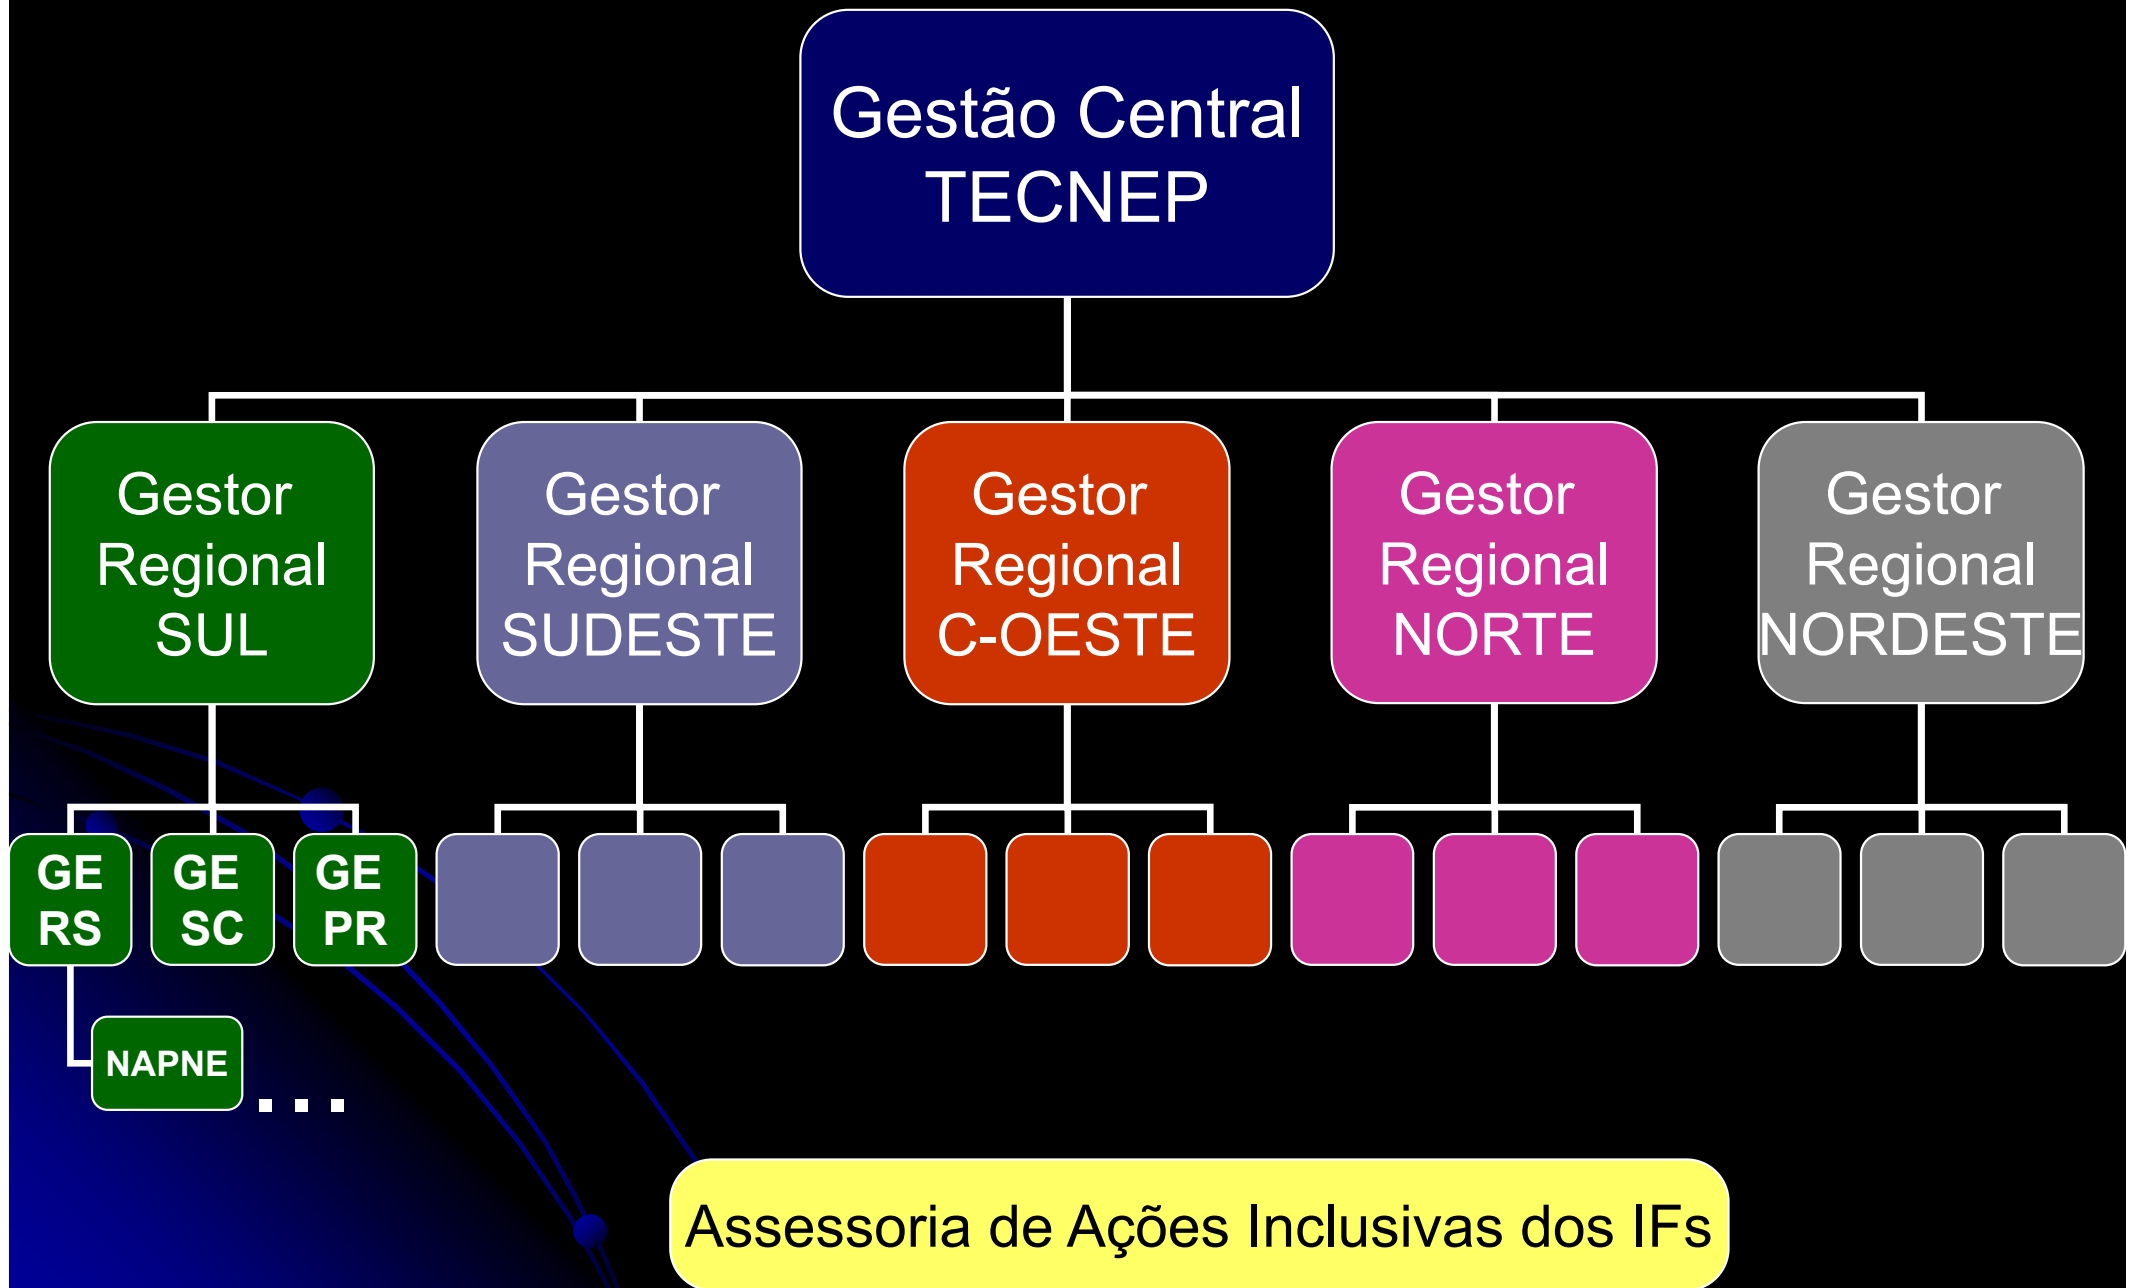 Gestão Central
TECNEP
Gestor
Regional
SUL
Gestor
Regional
SUDESTE
Gestor
Regional
C-OESTE
Gestor
Regional
NORTE
Gestor
Regional
NORDESTE
GE
RS
GE
SC
GE
PR
NAPNE
...
Assessoria de Ações Inclusivas dos IFs